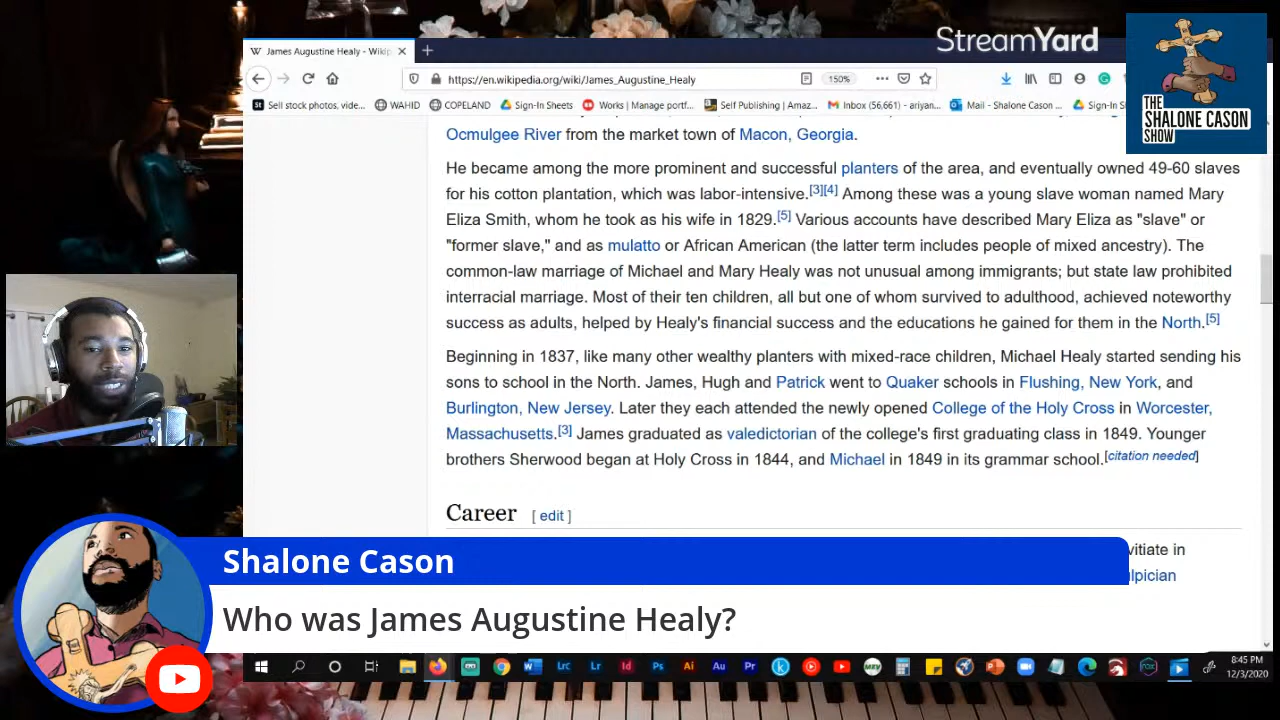 StreamYard
THE
SHALONE CASON
SHOW
W James Augustine Healy - Wikip
https://en.wikipedia.org/wiki/James_Augustine_Healy
150%
St Sell stock photos, vide... WAHID COPELAND Sign-In Sheets Works | Manage portf... Self Publishing | Amaz... Inbox (56,661) - ariyan... Mail - Shalone Cason ... Sign-In S
Ocmulgee River from the market town of Macon, Georgia.
He became among the more prominent and successful planters of the area, and eventually owned 49-60 slaves
for his cotton plantation, which was labor-intensive.[3][4] Among these was a young slave woman named Mary
Eliza Smith, whom he took as his wife in 1829.[5] Various accounts have described Mary Eliza as "slave" or
"former slave," and as mulatto or African American (the latter term includes people of mixed ancestry). The
common-law marriage of Michael and Mary Healy was not unusual among immigrants; but state law prohibited
interracial marriage. Most of their ten children, all but one of whom survived to adulthood, achieved noteworthy
success as adults, helped by Healy's financial success and the educations he gained for them in the North.[5]
Beginning in 1837, like many other wealthy planters with mixed-race children, Michael Healy started sending his
sons to school in the North. James, Hugh and Patrick went to Quaker schools in Flushing, New York, and
Burlington, New Jersey. Later they each attended the newly opened College of the Holy Cross in Worcester,
Massachusetts.[3] James graduated as valedictorian of the college's first graduating class in 1849. Younger
brothers Sherwood began at Holy Cross in 1844, and Michael in 1849 in its grammar school.[citation needed]
Career [ edit ]
vitiate in
lpician
Shalone Cason
Who was James Augustine Healy?
Lrc Lr Id Ps Ai Au Pr
8:45 PM
12/3/2020